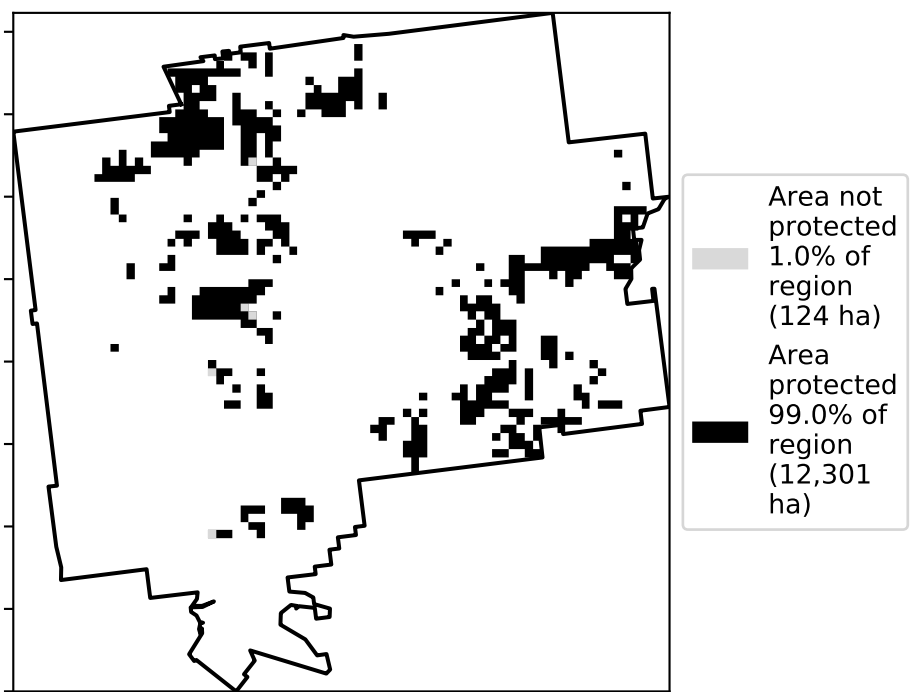 Area not
protected
1.0% of
region
(124 ha)
Area
protected
99.0% of
region
(12,301
ha)